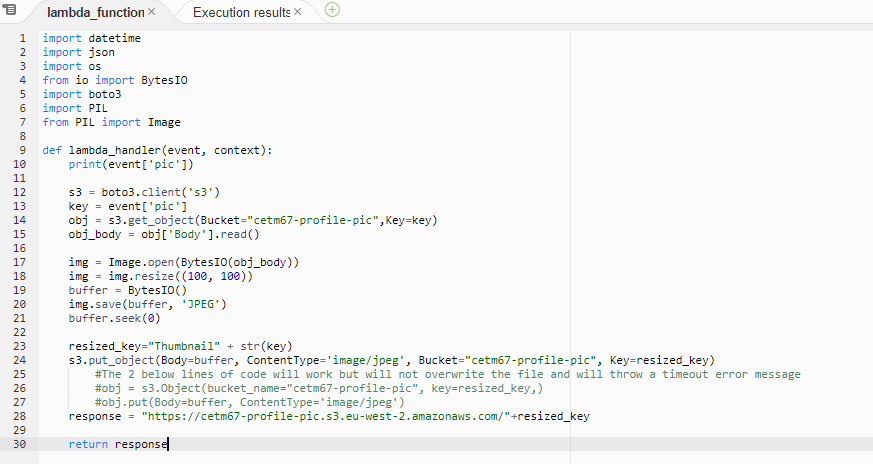 lambda_function × Execution results ×
1 import datetime
2 import json
3 import os
4 from io import BytesIO
5 import boto3
6 import PIL
7 from PIL import Image
8
9 def lambda_handler(event, context):
10     print(event['pic'])
11
12     s3 = boto3.client('s3')
13     key = event['pic']
14     obj = s3.get_object(Bucket="cetm67-profile-pic",Key=key)
15     obj_body = obj['Body'].read()
16
17     img = Image.open(BytesIO(obj_body))
18     img = img.resize((100, 100))
19     buffer = BytesIO()
20     img.save(buffer, 'JPEG')
21     buffer.seek(0)
22
23     resized_key="Thumbnail" + str(key)
24     s3.put_object(Body=buffer, ContentType='image/jpeg', Bucket="cetm67-profile-pic", Key=resized_key)
25         #The 2 below lines of code will work but will not overwrite the file and will throw a timeout error message
26         #obj = s3.Object(bucket_name="cetm67-profile-pic", key=resized_key,)
27         #obj.put(Body=buffer, ContentType='image/jpeg')
28     response = "https://cetm67-profile-pic.s3.eu-west-2.amazonaws.com/"+resized_key
29
30     return response